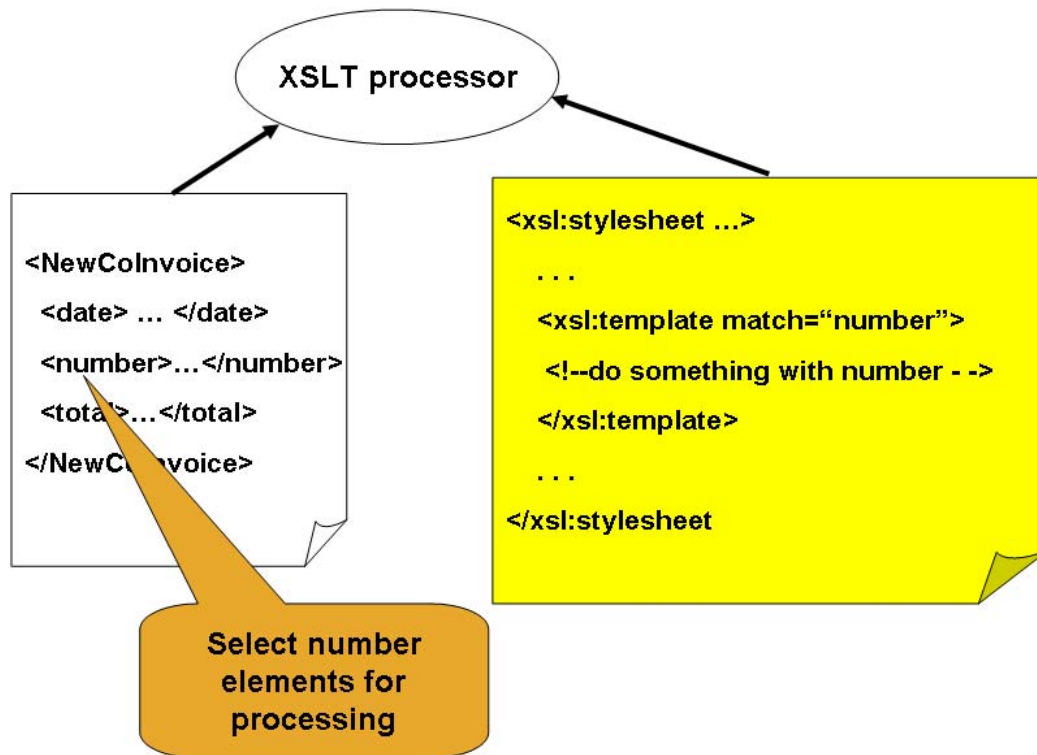 XSLT processor
<NewCoInvoice>
<date> … </date>
<number>…</number>
<total>…</total>
</NewCoInvoice>
<xsl:stylesheet …>
. . .
<xsl:template match=“number”>
<!--do something with number - ->
</xsl:template>
. . .
</xsl:stylesheet
Select number
elements for
processing